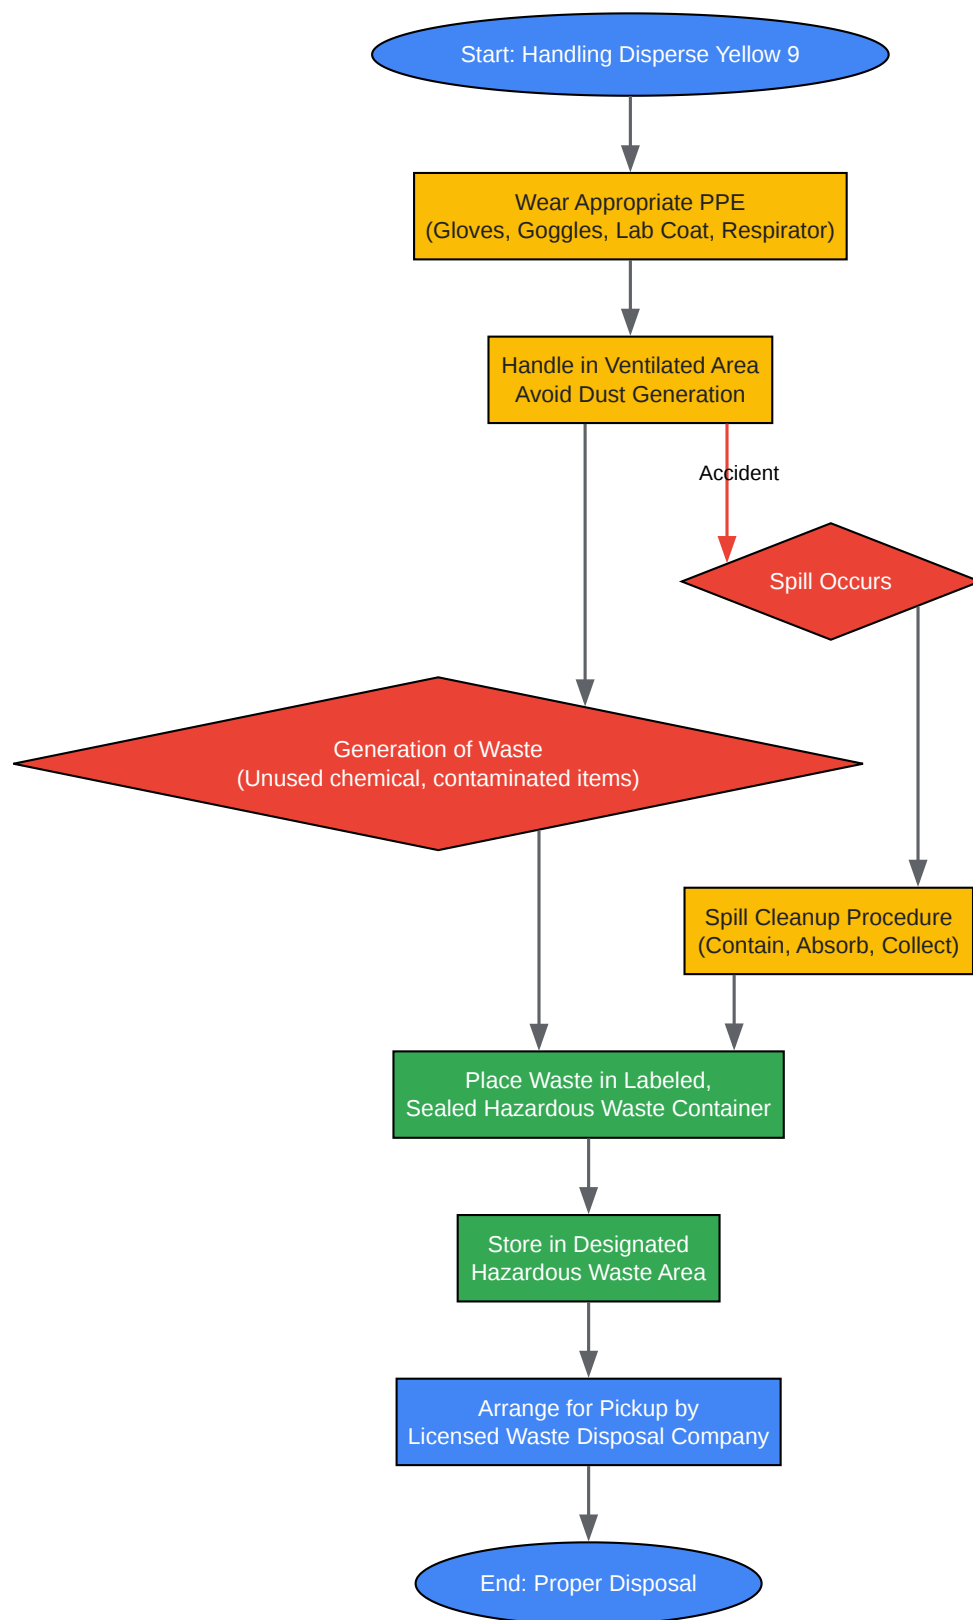 Start: Handling Disperse Yellow 9
Wear Appropriate PPE
(Gloves, Goggles, Lab Coat, Respirator)
Handle in Ventilated Area
Avoid Dust Generation
Accident
Spill Occurs
Generation of Waste
(Unused chemical, contaminated items)
Spill Cleanup Procedure
(Contain, Absorb, Collect)
Place Waste in Labeled,
Sealed Hazardous Waste Container
Store in Designated
Hazardous Waste Area
Arrange for Pickup by
Licensed Waste Disposal Company
End: Proper Disposal